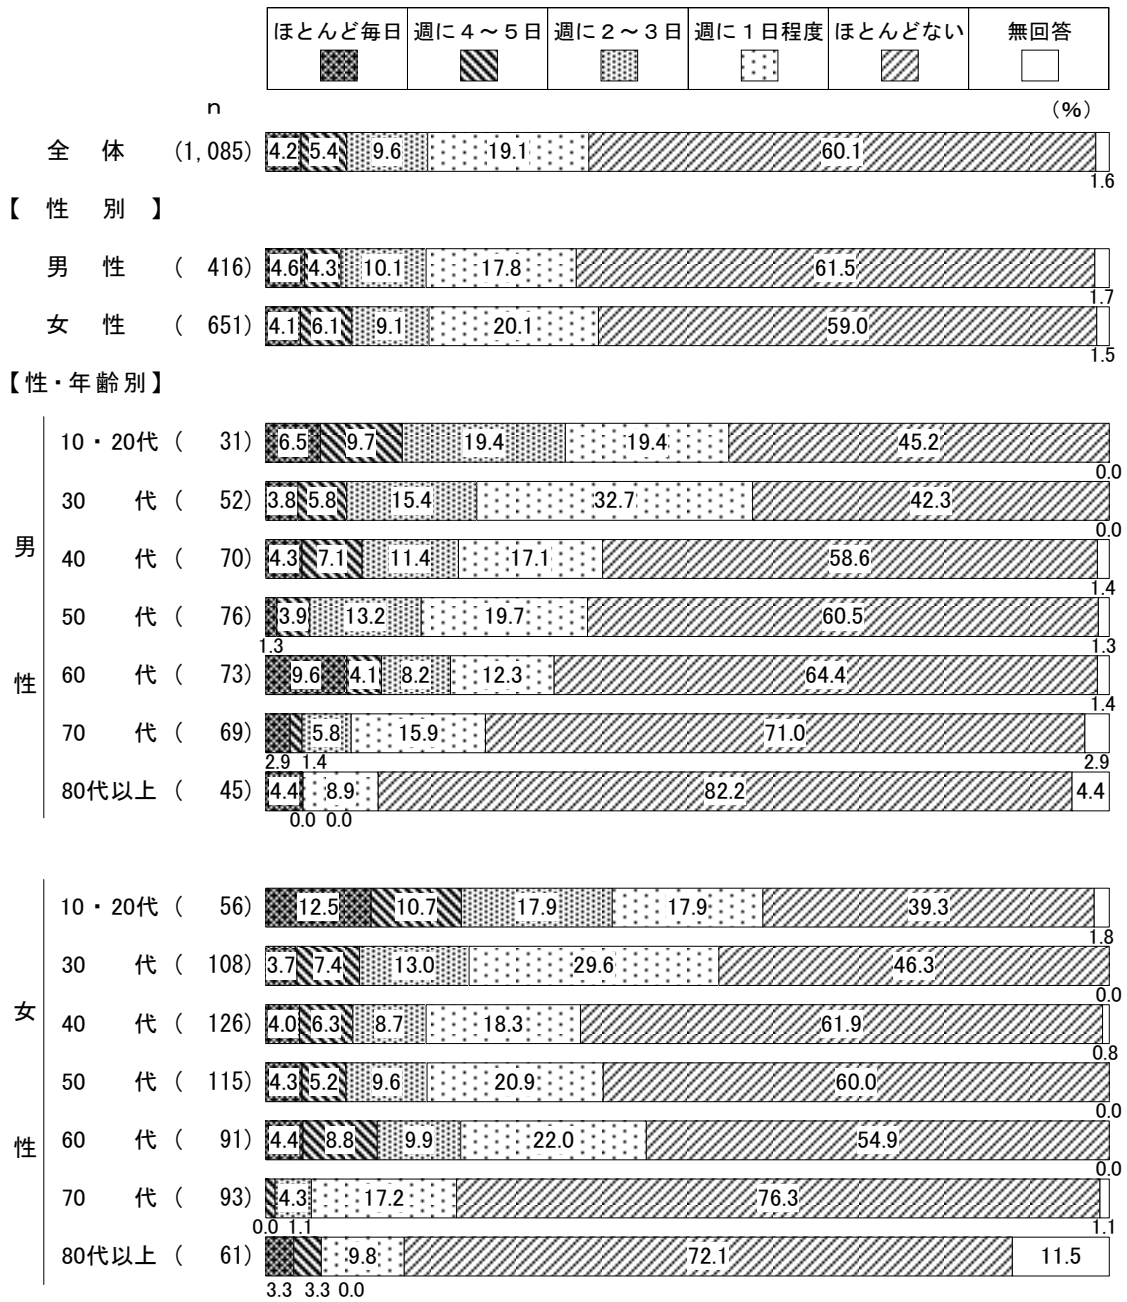 ほとんど毎日 週に４～５日 週に２～３日 週に１日程度 ほとんどない 無回答
ｎ (%)
全 体 (1,085) 4.2 5.4 9.6 19.1 60.1
1.6
【 性 別 】
男 性 ( 416) 4.6 4.3 10.1 17.8 61.5
1.7
女 性 ( 651) 4.1 6.1 9.1 20.1 59.0
1.5
【性・年齢別】
男性
10・20代 ( 31) 6.5 9.7 19.4 19.4 45.2
0.0
30 代 ( 52) 3.8 5.8 15.4 32.7 42.3
0.0
40 代 ( 70) 4.3 7.1 11.4 17.1 58.6
1.4
50 代 ( 76) 3.9 13.2 19.7 60.5
1.3 1.3
60 代 ( 73) 9.6 4.1 8.2 12.3 64.4
1.4
70 代 ( 69) 5.8 15.9 71.0
2.9 1.4 2.9
80代以上 ( 45) 4.4 8.9 82.2 4.4
0.0 0.0
女性
10・20代 ( 56) 12.5 10.7 17.9 17.9 39.3
1.8
30 代 ( 108) 3.7 7.4 13.0 29.6 46.3
0.0
40 代 ( 126) 4.0 6.3 8.7 18.3 61.9
0.8
50 代 ( 115) 4.3 5.2 9.6 20.9 60.0
0.0
60 代 ( 91) 4.4 8.8 9.9 22.0 54.9
0.0
70 代 ( 93) 4.3 17.2 76.3
0.0 1.1 1.1
80代以上 ( 61) 9.8 72.1 11.5
3.3 3.3 0.0